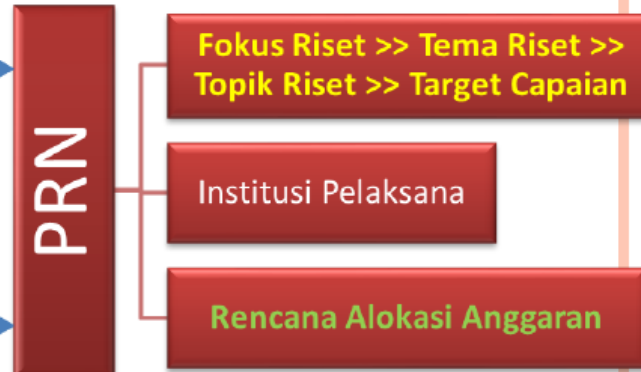 PRN
Fokus Riset >> Tema Riset >>
Topik Riset >> Target Capaian
Institusi Pelaksana
Rencana Alokasi Anggaran